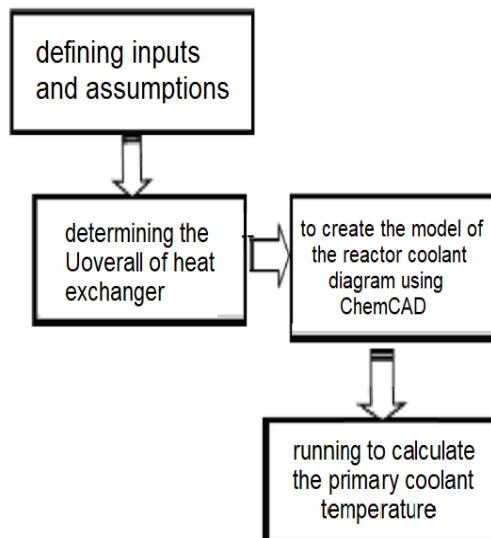 defining inputs
and assumptions
determining the
Uoverall of heat
exchanger
to create the model of
the reactor coolant
diagram using
ChemCAD
running to calculate
the primary coolant
temperature